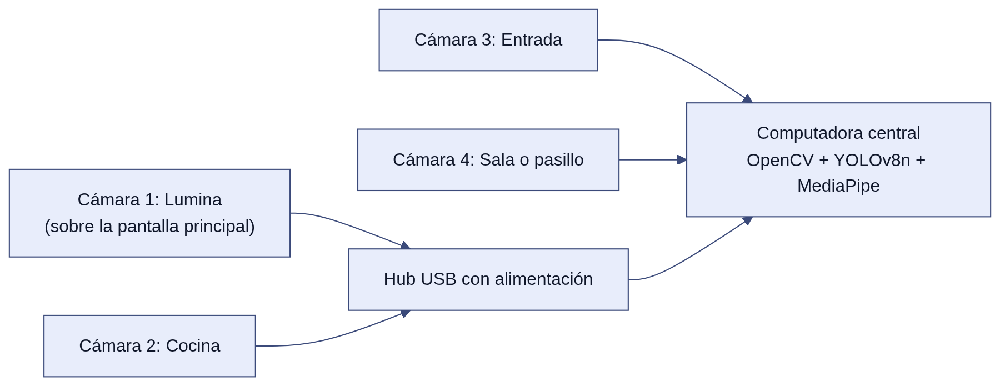 Cámara 3: Entrada
Cámara 4: Sala o pasillo
Computadora central
OpenCV + YOLOv8n +
MediaPipe
Cámara 1: Lumina
(sobre la pantalla principal)
Hub USB con alimentación
Cámara 2: Cocina